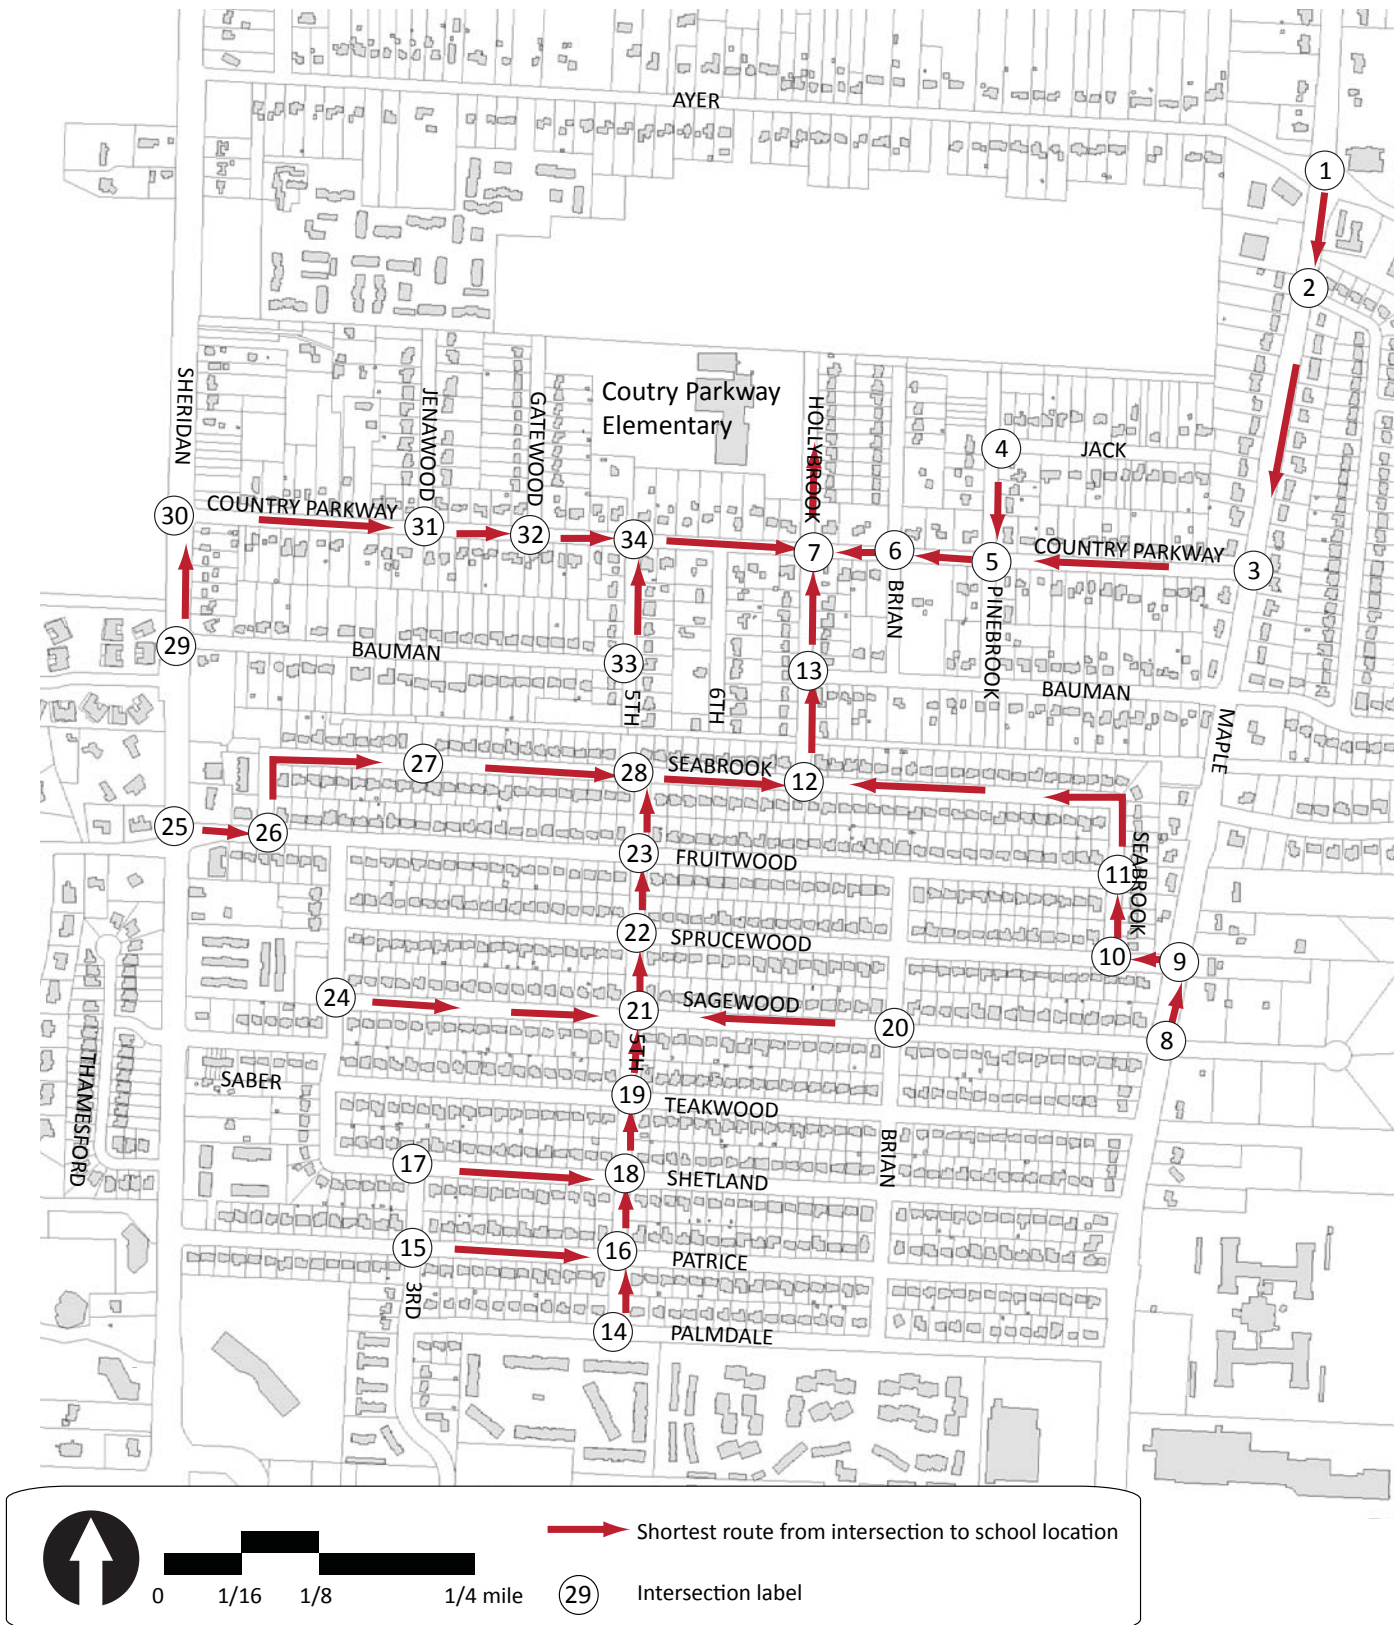 AYER
1
2
SHERIDAN
JENAWOOD
GATEWOOD
Coutry Parkway
Elementary
HOLLYBROOK
4
JACK
30
COUNTRY PARKWAY
31
32
34
7
6
BRIAN
5
PINEBROOK
COUNTRY PARKWAY
3
29
BAUMAN
33
5TH
6TH
13
BAUMAN
MAPLE
27
28
SEABROOK
12
25
26
23
FRUITWOOD
11
SEABROOK
22
SPRUCEWOOD
10
9
24
21
SAGEWOOD
20
8
5TH
THAMESFORD
SABER
19
TEAKWOOD
BRIAN
17
18
SHETLAND
15
16
PATRICE
3RD
14
PALMDALE
Shortest route from intersection to school location
0 1/16 1/8 1/4 mile
29
Intersection label